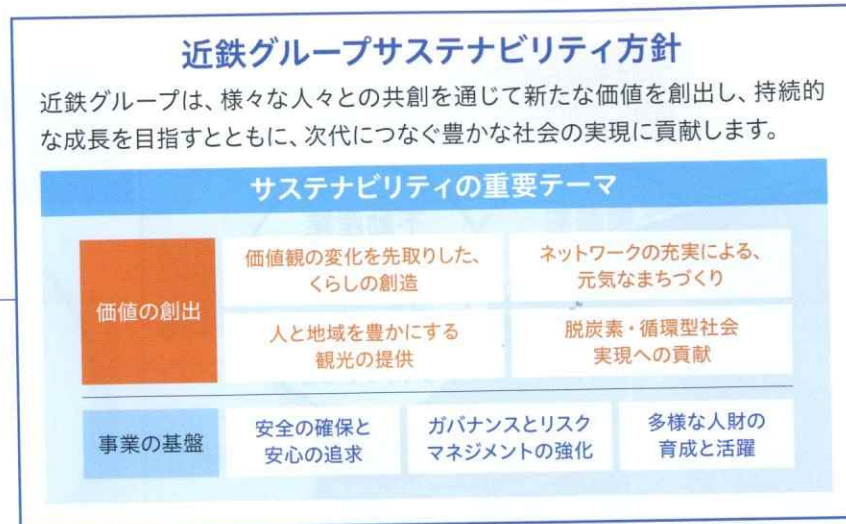 近鉄グループサステナビリティ方針
近鉄グループは、様々な人々との共創を通じて新たな価値を創出し、持続的
な成長を目指すとともに、次代につなぐ豊かな社会の実現に貢献します。
サステナビリティの重要テーマ
価値の創出
価値観の変化を先取りした、
くらしの創造
ネットワークの充実による、
元気なまちづくり
人と地域を豊かにする
観光の提供
脱炭素・循環型社会
実現への貢献
事業の基盤
安全の確保と
安心の追求
ガバナンスとリスク
マネジメントの強化
多様な人財の
育成と活躍